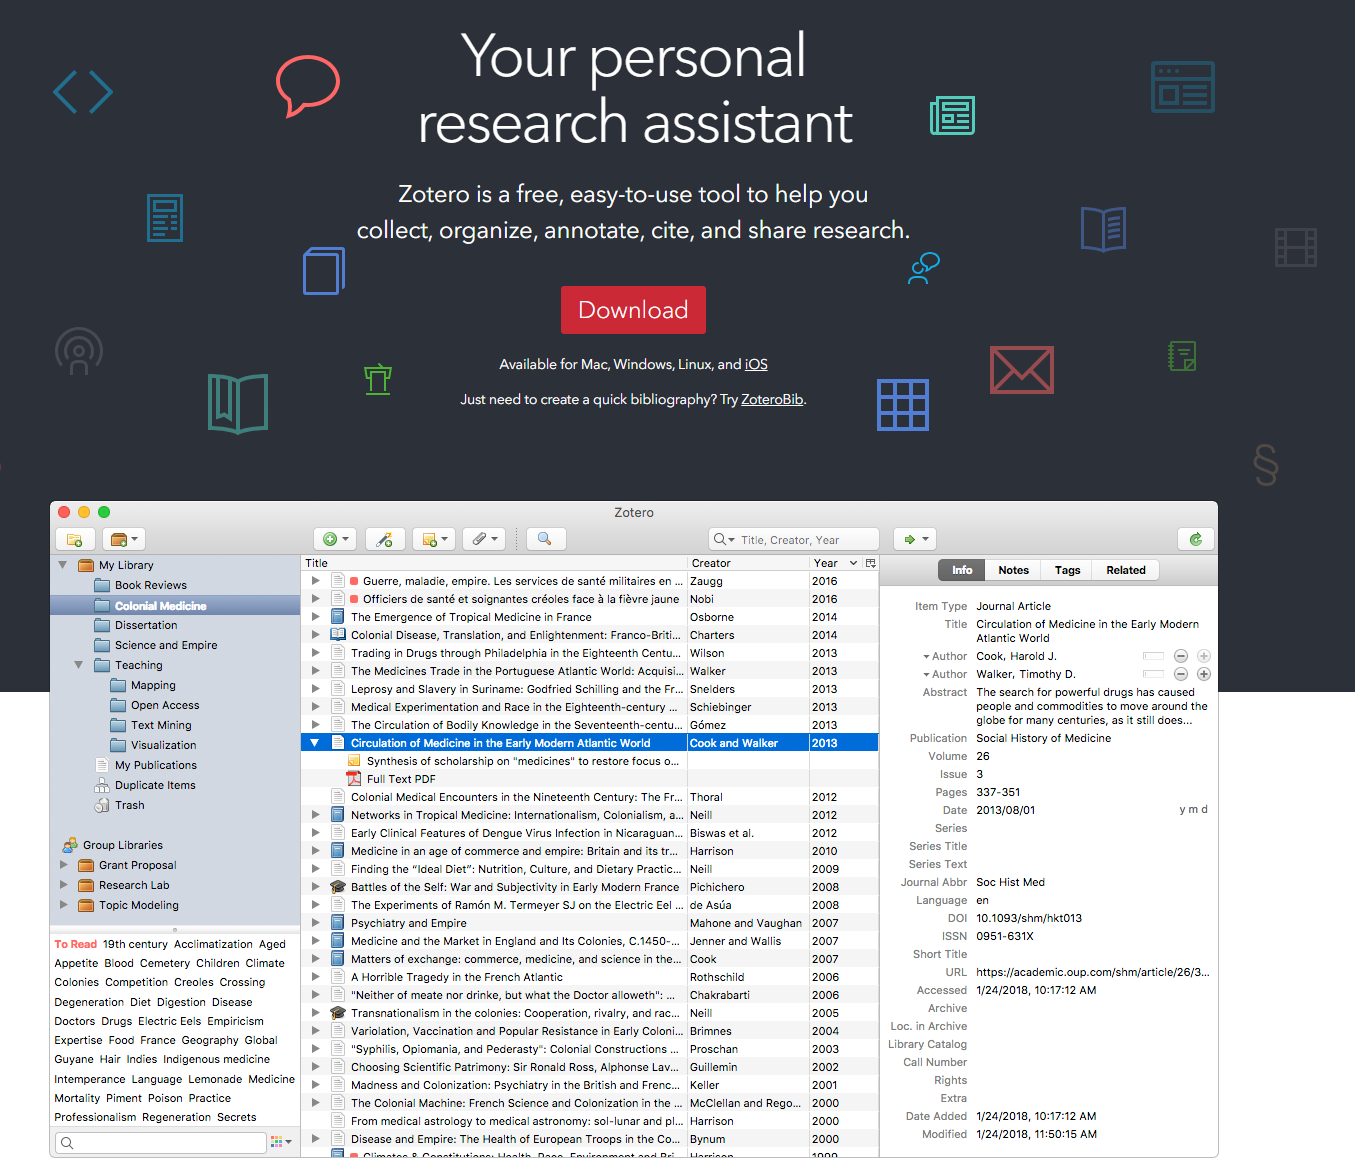 Your personal
research assistant
Zotero is a free, easy-to-use tool to help you
collect, organize, annotate, cite, and share research.
Download
Available for Mac, Windows, Linux, and iOS
Just need to create a quick bibliography? Try ZoteroBib.
Zotero
Title, Creator, Year
My Library
Book Reviews
Colonial Medicine
Dissertation
Science and Empire
Teaching
Mapping
Open Access
Text Mining
Visualization
My Publications
Duplicate Items
Trash
Group Libraries
Grant Proposal
Research Lab
Topic Modeling
To Read 19th century Acclimatization Aged
Appetite Blood Cemetery Children Climate
Colonies Competition Creoles Crossing
Degeneration Diet Digestion Disease
Doctors Drugs Electric Eels Empiricism
Expertise Food France Geography Global
Guyane Hair Indies Indigenous medicine
Intemperance Language Lemonade Medicine
Mortality Piment Poison Practice
Professionalism Regeneration Secrets
Title Creator Year
Guerre, maladie, empire. Les services de santé militaires en ... Zaugg 2016
Officiers de santé et soignantes créoles face à la fièvre jaune Nobi 2016
The Emergence of Tropical Medicine in France Osborne 2014
Colonial Disease, Translation, and Enlightenment: Franco-Briti... Charters 2014
Trading in Drugs through Philadelphia in the Eighteenth Centu... Wilson 2013
The Medicines Trade in the Portuguese Atlantic World: Acquisi... Walker 2013
Leprosy and Slavery in Suriname: Godfried Schilling and the Fr... Snelders 2013
Medical Experimentation and Race in the Eighteenth-century ... Schiebinger 2013
The Circulation of Bodily Knowledge in the Seventeenth-centu... Gómez 2013
Circulation of Medicine in the Early Modern Atlantic World Cook and Walker 2013
Synthesis of scholarship on "medicines" to restore focus o...
Full Text PDF
Colonial Medical Encounters in the Nineteenth Century: The Fr... Thoral 2012
Networks in Tropical Medicine: Internationalism, Colonialism, a... Neill 2012
Early Clinical Features of Dengue Virus Infection in Nicaraguan... Biswas et al. 2012
Medicine in an age of commerce and empire: Britain and its tr... Harrison 2010
Finding the “Ideal Diet”: Nutrition, Culture, and Dietary Practic... Neill 2009
Battles of the Self: War and Subjectivity in Early Modern France Pichichero 2008
The Experiments of Ramón M. Termeyer SJ on the Electric Eel ... de Asúa 2008
Psychiatry and Empire Mahone and Vaughan 2007
Medicine and the Market in England and Its Colonies, C.1450-... Jenner and Wallis 2007
Matters of exchange: commerce, medicine, and science in the... Cook 2007
A Horrible Tragedy in the French Atlantic Rothschild 2006
"Neither of meate nor drinke, but what the Doctor alloweth": ... Chakrabarti 2006
Transnationalism in the colonies: Cooperation, rivalry, and rac... Neill 2005
Variolation, Vaccination and Popular Resistance in Early Coloni... Brimnes 2004
"Syphilis, Opiomania, and Pederasty": Colonial Constructions ... Proschan 2003
Choosing Scientific Patrimony: Sir Ronald Ross, Alphonse Lav... Guillemin 2002
Madness and Colonization: Psychiatry in the British and Frenc... Keller 2001
The Colonial Machine: French Science and Colonization in the ... McClellan and Rego... 2000
From medical astrology to medical astronomy: sol-lunar and pl... Harrison 2000
Disease and Empire: The Health of European Troops in the Co... Bynum 2000
Climates & Constitutions: Health, Race, Environment and Bri... Harrison 1999
Info Notes Tags Related
Item Type Journal Article
Title Circulation of Medicine in the Early Modern
Atlantic World
Author Cook, Harold J.
Author Walker, Timothy D.
Abstract The search for powerful drugs has caused
people and commodities to move around the
globe for many centuries, as it still does...
Publication Social History of Medicine
Volume 26
Issue 3
Pages 337-351
Date 2013/08/01 y m d
Series
Series Title
Series Text
Journal Abbr Soc Hist Med
Language en
DOI 10.1093/shm/hkt013
ISSN 0951-631X
Short Title
URL https://academic.oup.com/shm/article/26/3...
Accessed 1/24/2018, 10:17:12 AM
Archive
Loc. in Archive
Library Catalog
Call Number
Rights
Extra
Date Added 1/24/2018, 10:17:12 AM
Modified 1/24/2018, 11:50:15 AM